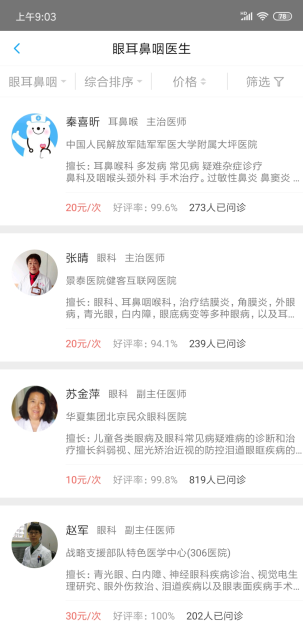 上午9:03
78
眼耳鼻咽医生
眼耳鼻咽 综合排序 价格 筛选
秦喜昕 耳鼻喉 主治医师
中国人民解放军陆军军医大学附属大坪医院
擅长: 耳鼻喉科 多发病 常见病 疑难杂症诊疗
鼻科及咽喉头颈外科 手术治疗。过敏性鼻炎 鼻窦炎 ...
20元/次 好评率: 99.6% 273人已问诊
张晴 眼科 主治医师
景泰医院健客互联网医院
擅长: 眼科、耳鼻咽喉科，治疗结膜炎，角膜炎，外眼
病，青光眼，白内障，眼底病变等多种眼病，以及耳...
20元/次 好评率: 94.1% 239人已问诊
苏金萍 眼科 副主任医师
华夏集团北京民众眼科医院
擅长: 儿童各类眼病及眼科常见病疑难病的诊断和治
疗擅长斜弱视、屈光矫治近视的防控泪道眼眶疾病的...
10元/次 好评率: 99.8% 819人已问诊
赵军 眼科 副主任医师
战略支援部队特色医学中心(306医院)
擅长: 青光眼、白内障、神经眼科疾病诊治、视觉电生
理研究、眼外伤救治、泪道疾病以及眼表面疾病手术...
30元/次 好评率: 100% 202人已问诊